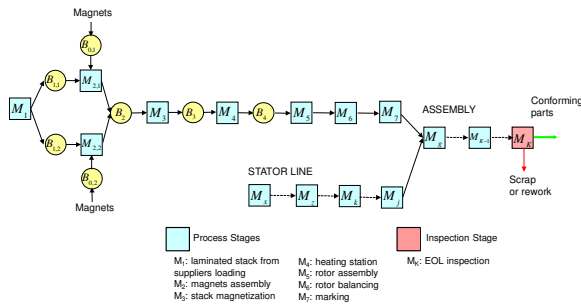 Magnets
B0,1
B1,1
M2,1
M1
B2
M3
B3
M4
B4
M5
M6
M7
B1,2
M2,2
B0,2
Magnets
ASSEMBLY
Mg
MK-1
MK
Conforming
parts
Scrap
or rework
STATOR LINE
Mx
Mz
Mk
Mj
Process Stages
Inspection Stage
M1: laminated stack from
suppliers loading
M2: magnets assembly
M3: stack magnetization
M4: heating station
M5: rotor assembly
M6: rotor balancing
M7: marking
MK: EOL inspection